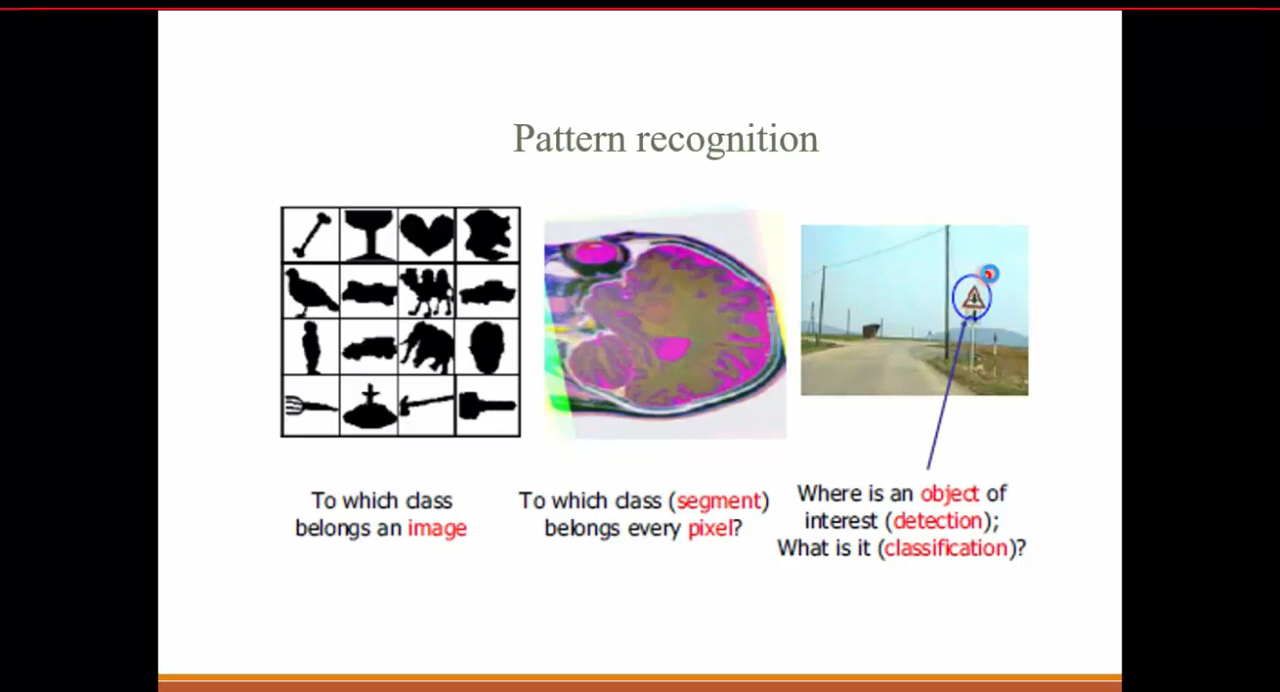 Pattern recognition
To which class
belongs an image
To which class (segment)
belongs every pixel?
Where is an object of
interest (detection);
What is it (classification)?